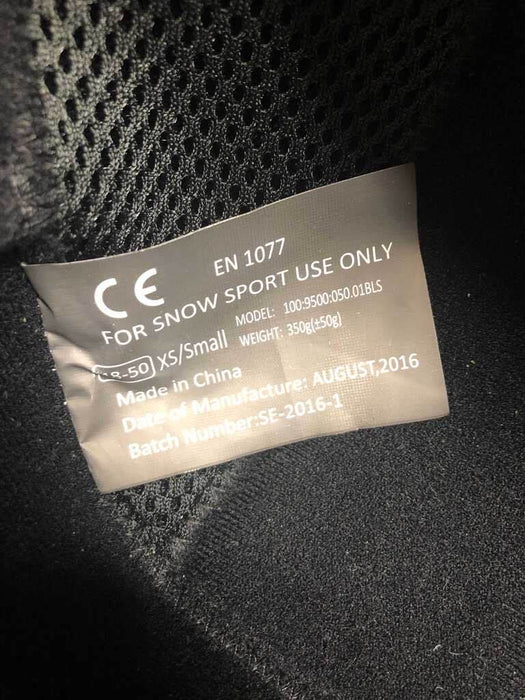 CE EN 1077
FOR SNOW SPORT USE ONLY
XS/Small MODEL: 100:9500:050.01BLS
WEIGHT: 350g(±50g)
Made in China
Date of Manufacture: AUGUST,2016
Batch Number:SE-2016-1